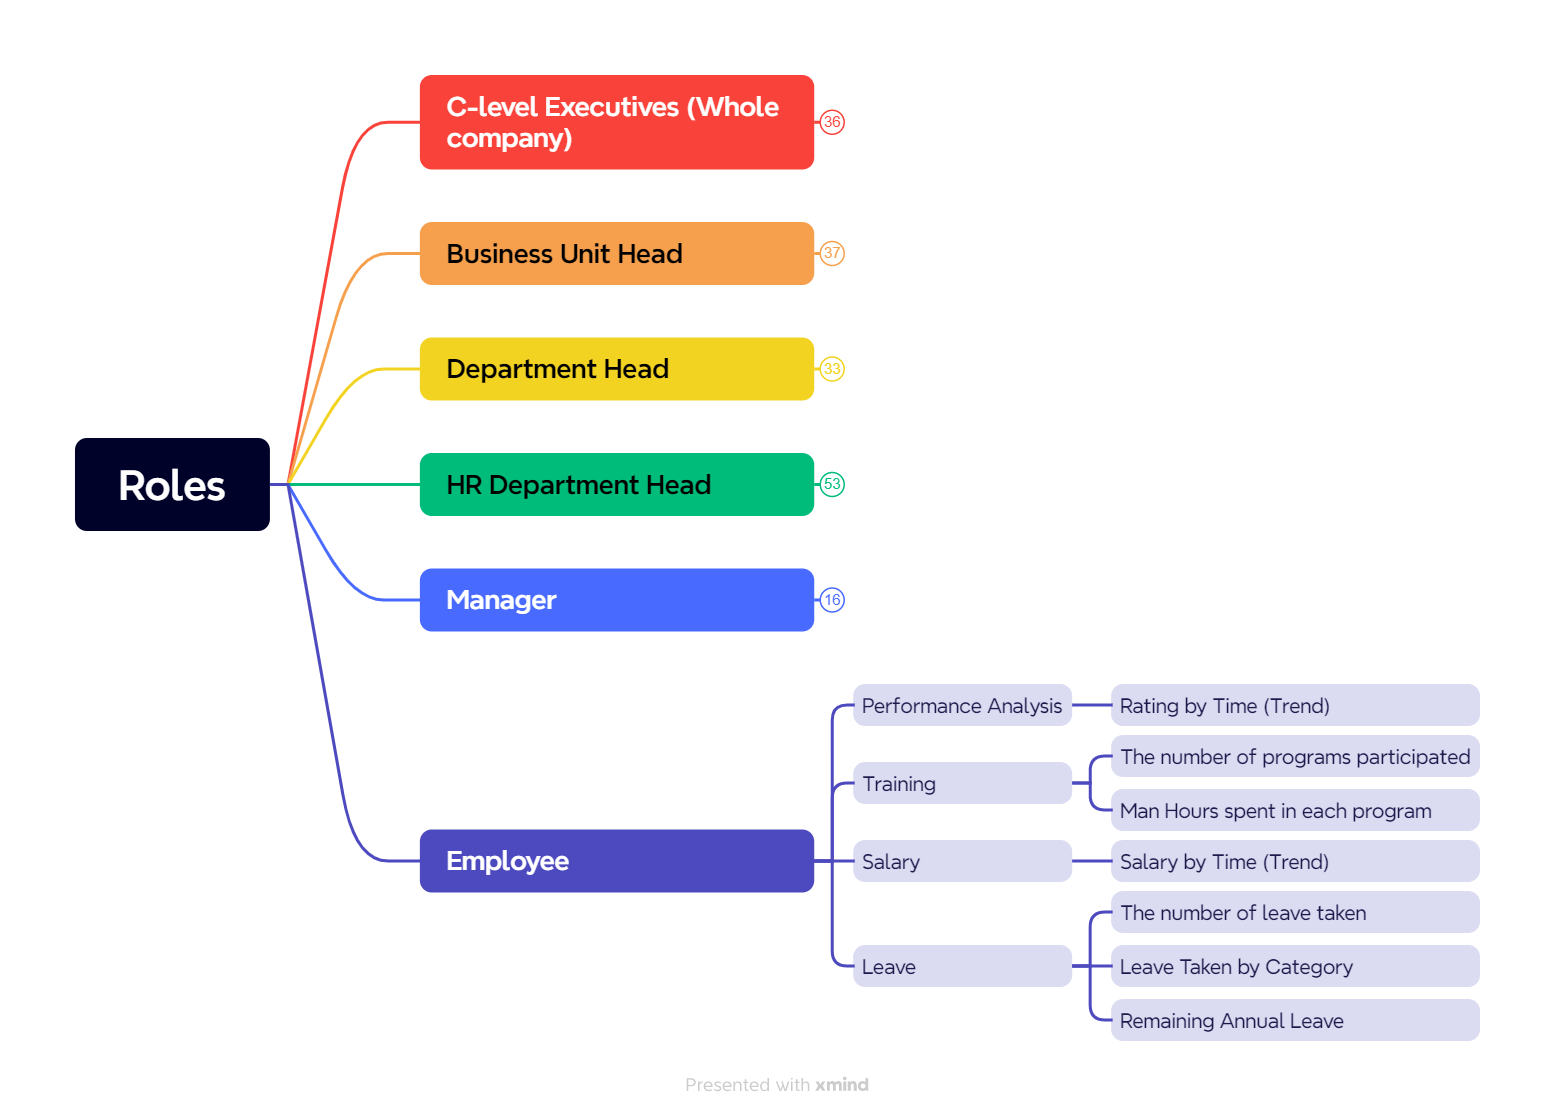 C-level Executives (Whole
company)
36
Business Unit Head
37
Department Head
33
Roles
HR Department Head
53
Manager
16
Employee
Performance Analysis
Rating by Time (Trend)
Training
The number of programs participated
Man Hours spent in each program
Salary
Salary by Time (Trend)
Leave
The number of leave taken
Leave Taken by Category
Remaining Annual Leave
Presented with xmind